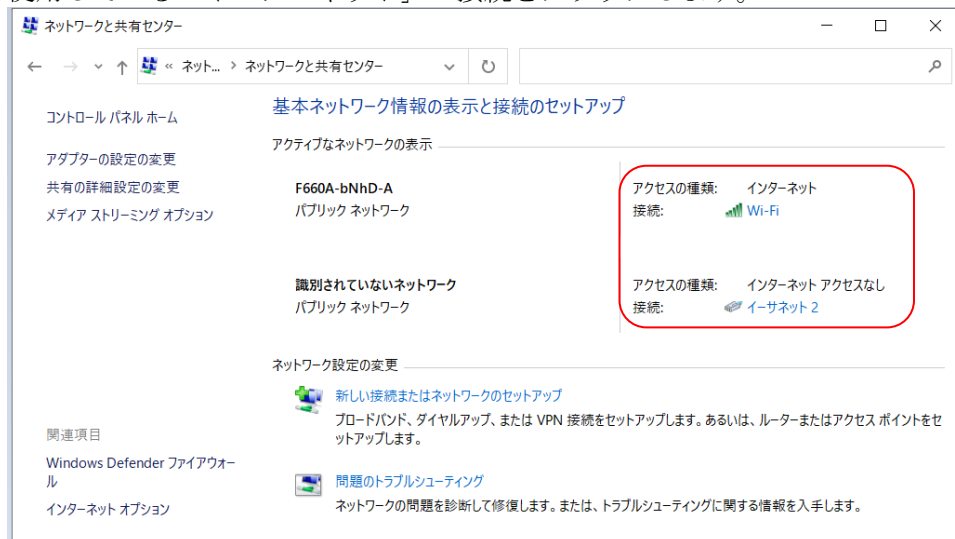 ネットワークと共有センター
« ネット... › ネットワークと共有センター
コントロール パネル ホーム
アダプターの設定の変更
共有の詳細設定の変更
メディア ストリーミング オプション
基本ネットワーク情報の表示と接続のセットアップ
アクティブなネットワークの表示
F660A-bNhD-A
パブリック ネットワーク
アクセスの種類: インターネット
接続: Wi-Fi
識別されていないネットワーク
パブリック ネットワーク
アクセスの種類: インターネット アクセスなし
接続: イーサネット 2
ネットワーク設定の変更
新しい接続またはネットワークのセットアップ
ブロードバンド、ダイヤルアップ、または VPN 接続をセットアップします。あるいは、ルーターまたはアクセス ポイントをセ
ットアップします。
問題のトラブルシューティング
ネットワークの問題を診断して修復します。または、トラブルシューティングに関する情報を入手します。
関連項目
Windows Defender ファイアウォー
ル
インターネット オプション